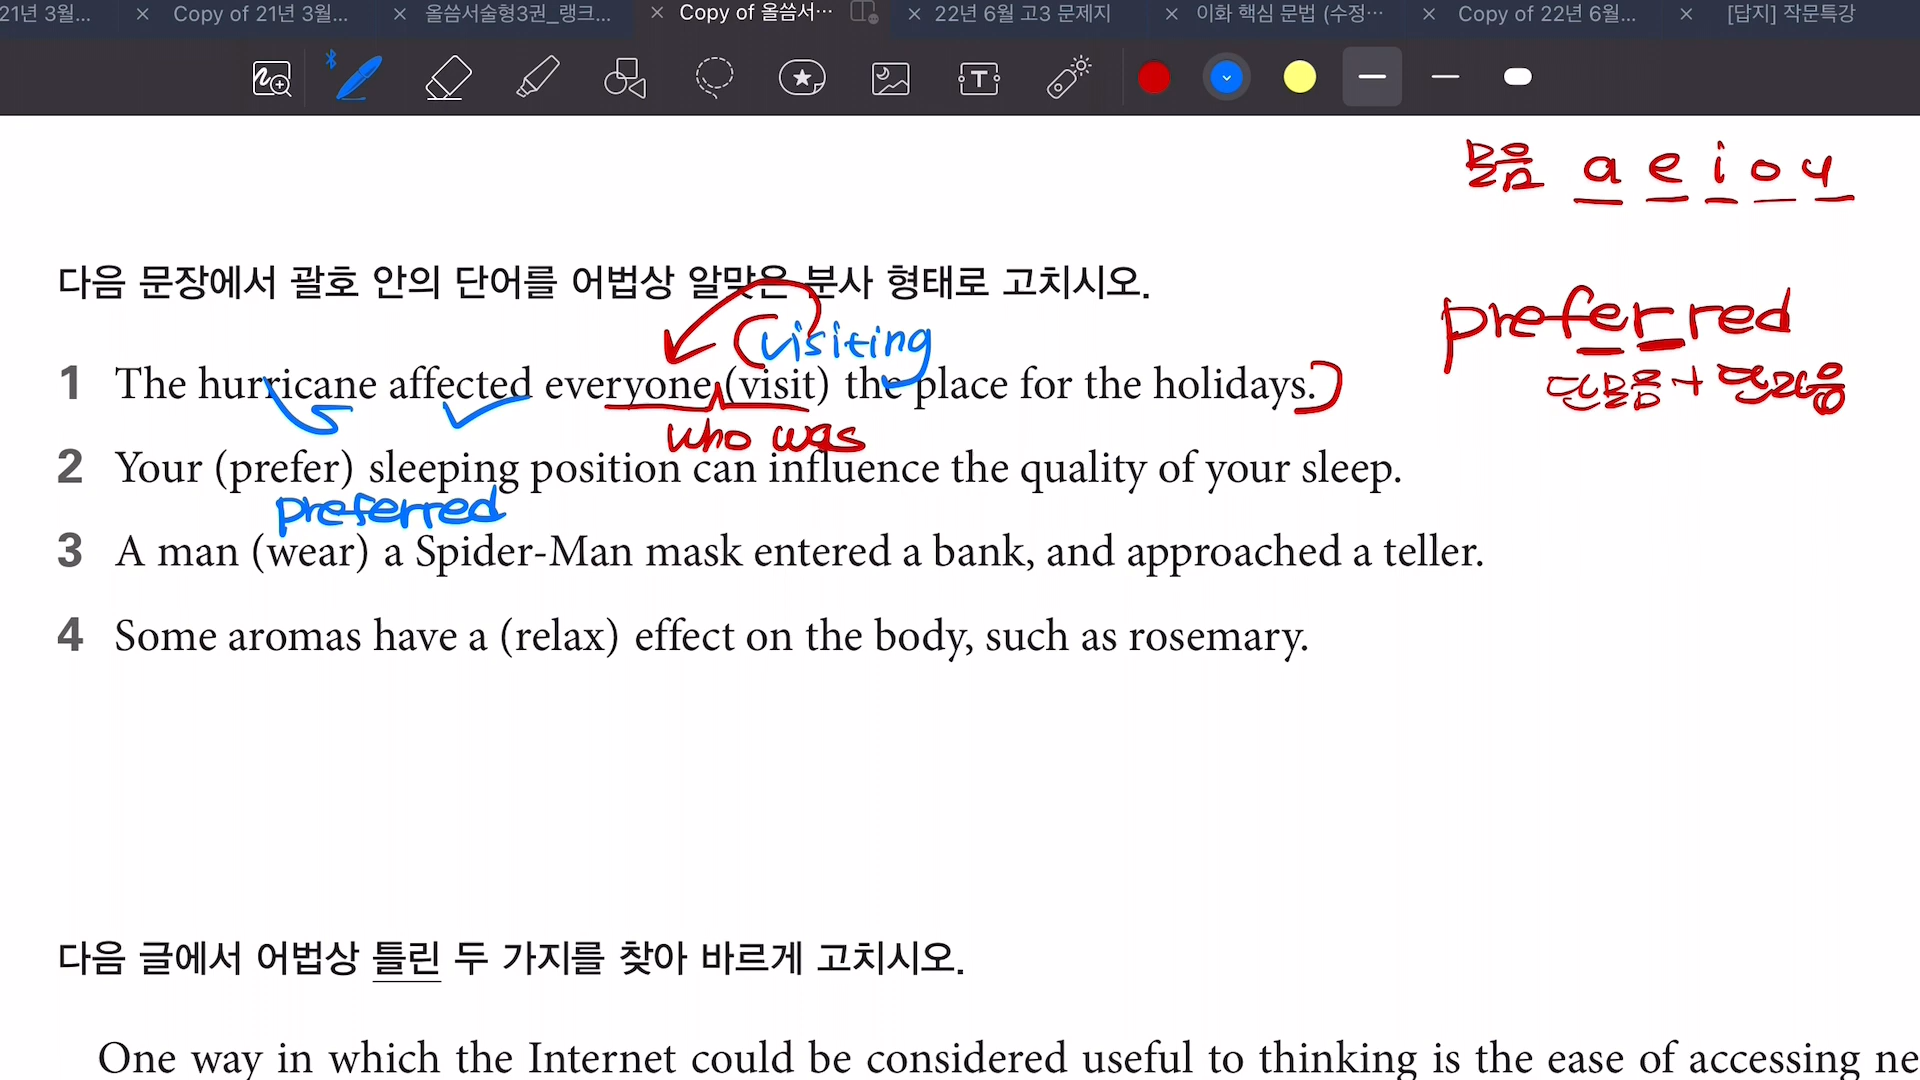 21년 3월... × Copy of 21년 3월... × 올씀서술형3권_랭크... × Copy of 올씀서... × 22년 6월 고3 문제지 × 이화 핵심 문법 (수정... × Copy of 22년 6월... × [답지] 작문특강
모음 a e i o u
다음 문장에서 괄호 안의 단어를 어법상 알맞은 분사 형태로 고치시오.
preferred
visiting
1 The hurricane affected everyone (visit) the place for the holidays.
단모음 + 단자음
who was
2 Your (prefer) sleeping position can influence the quality of your sleep.
preferred
3 A man (wear) a Spider-Man mask entered a bank, and approached a teller.
4 Some aromas have a (relax) effect on the body, such as rosemary.
다음 글에서 어법상 틀린 두 가지를 찾아 바르게 고치시오.
One way in which the Internet could be considered useful to thinking is the ease of accessing ne